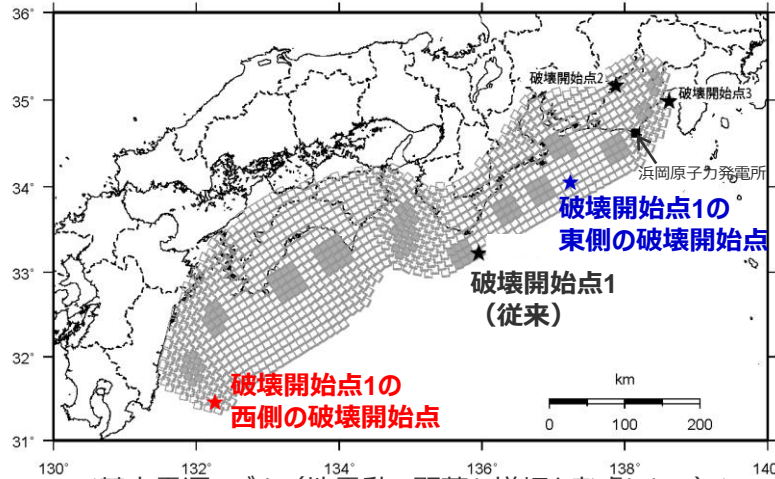 36°
35°
34°
33°
32°
31°
130°
132°
134°
136°
138°
140
破壊開始点2
破壊開始点3
浜岡原子力発電所
破壊開始点1の
東側の破壊開始点
破壊開始点1
(従来)
破壊開始点1の
西側の破壊開始点
km
0
100
200